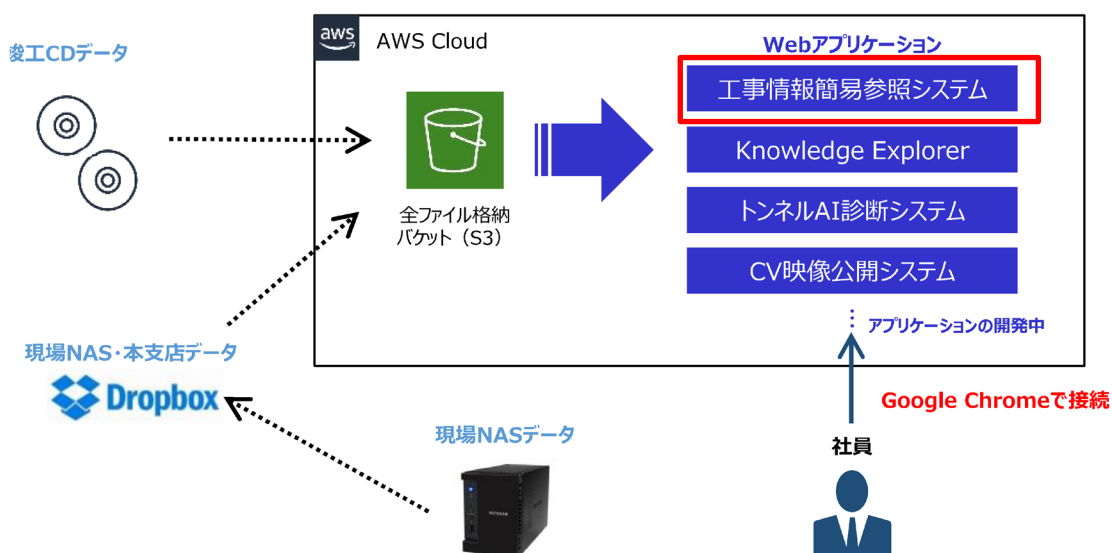 竣工CDデータ
aws
AWS Cloud
Webアプリケーション
工事情報簡易参照システム
Knowledge Explorer
トンネルAI診断システム
CV映像公開システム
全ファイル格納
バケット（S3）
アプリケーションの開発中
現場NAS・本支店データ
Dropbox
Google Chromeで接続
現場NASデータ
社員
NETGEAR